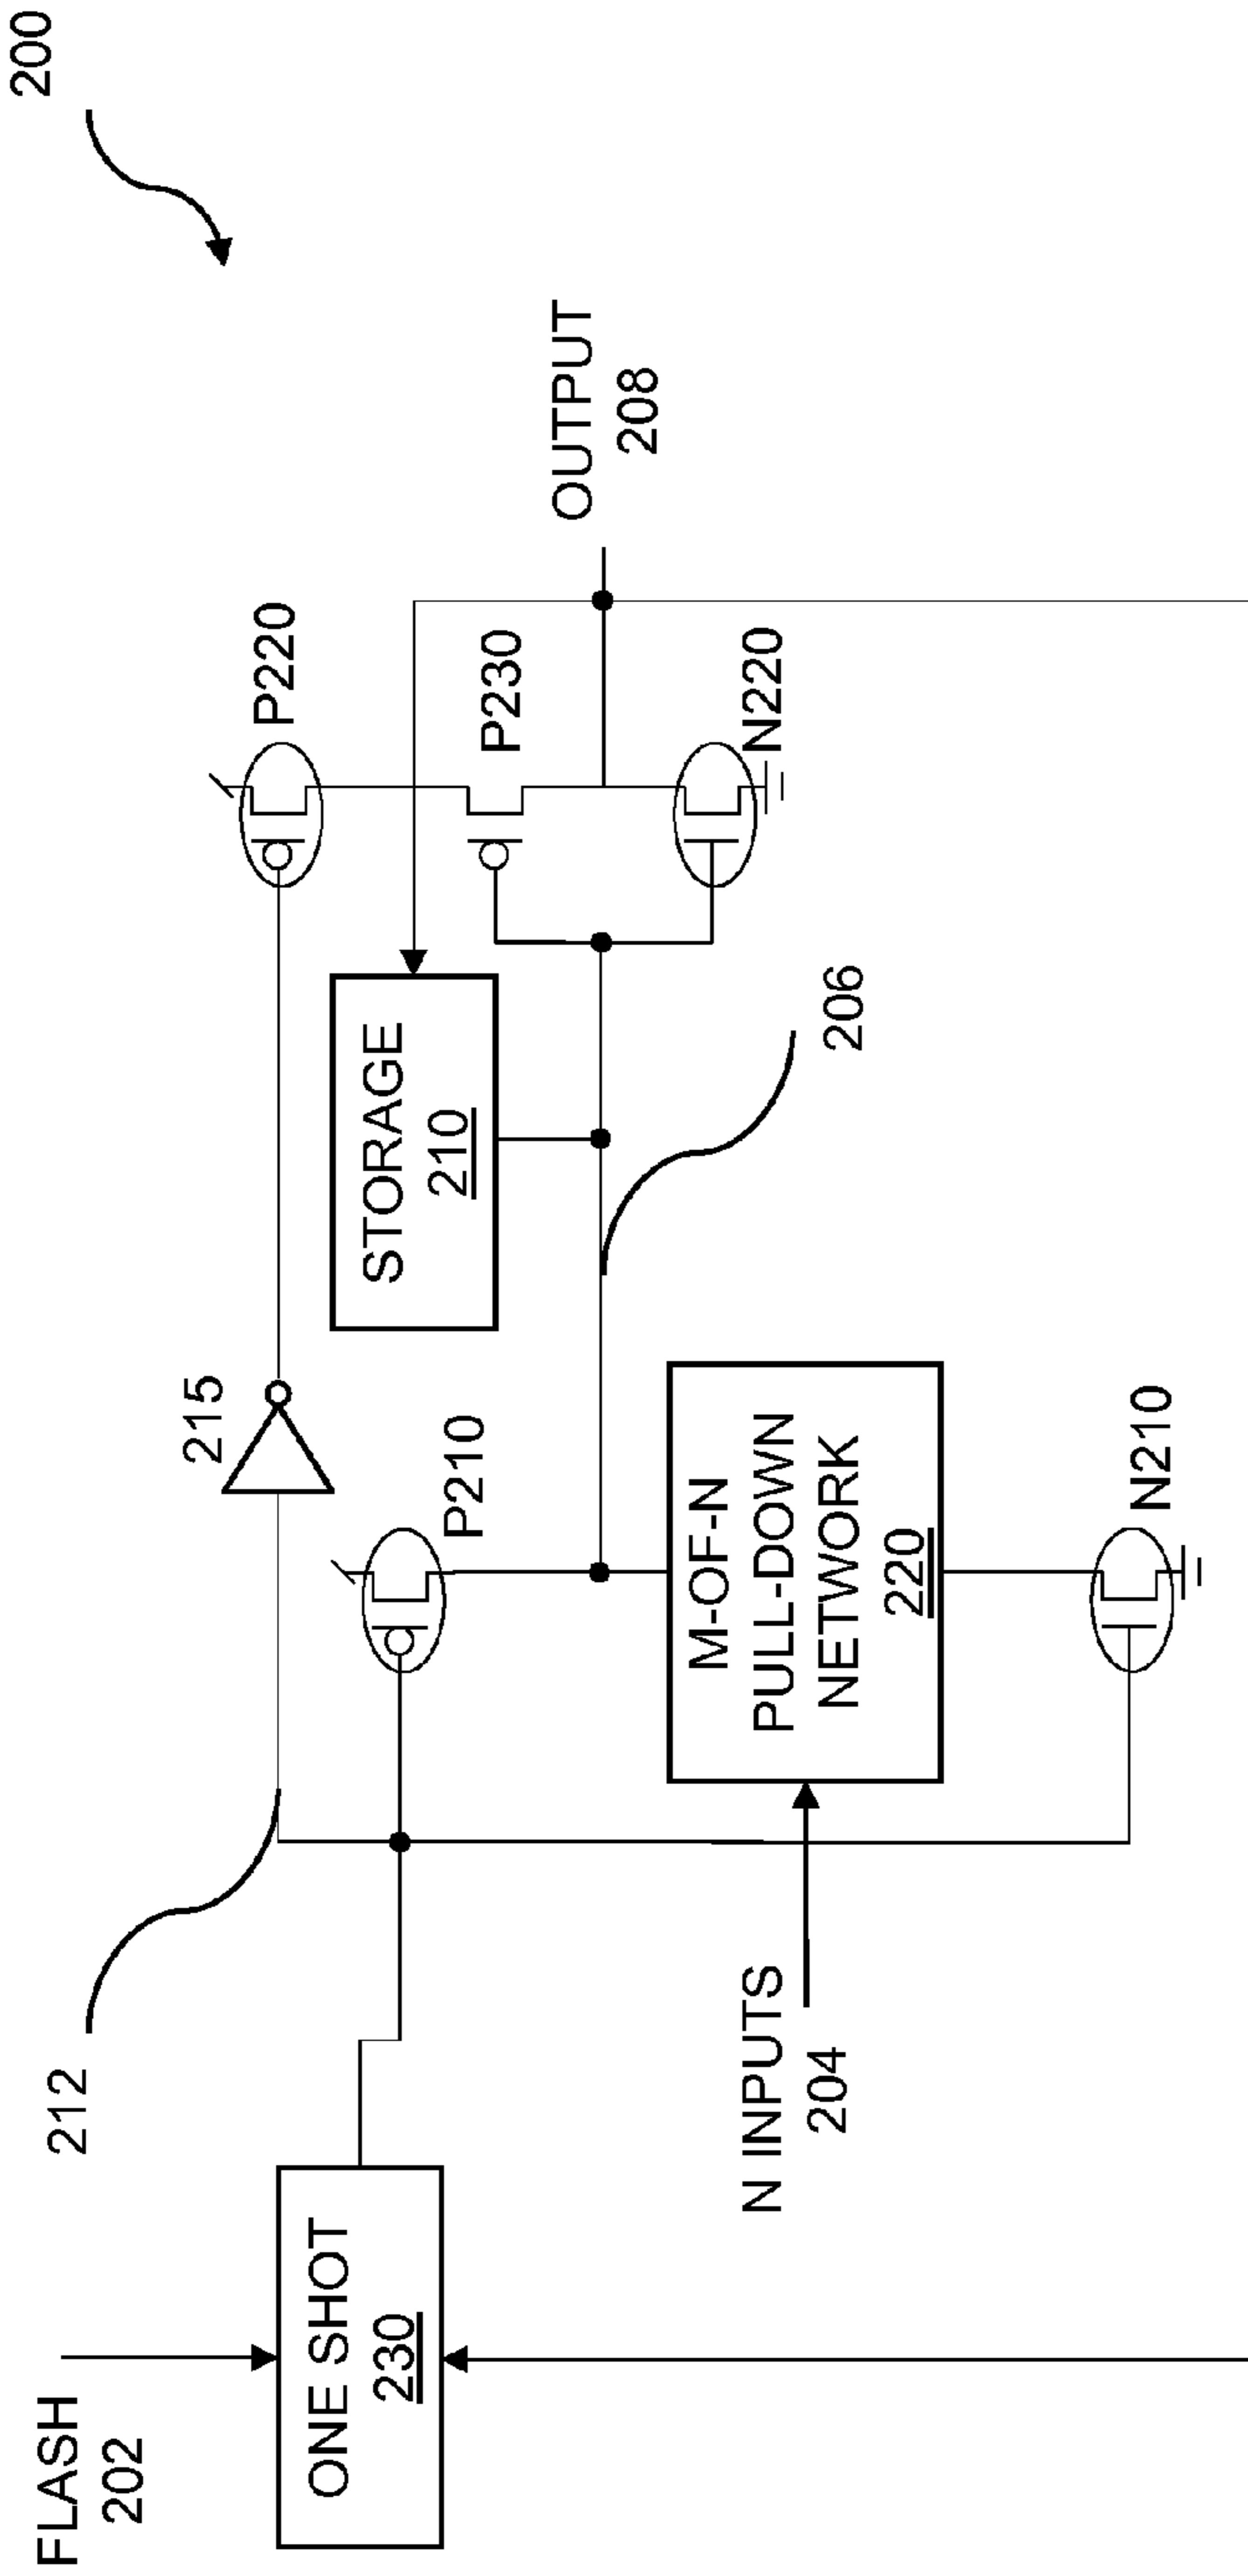 200
FLASH
202
ONE SHOT
230
212
215
P210
P220
STORAGE
210
P230
N220
OUTPUT
208
206
N INPUTS
204
M-OF-N
PULL-DOWN
NETWORK
220
N210